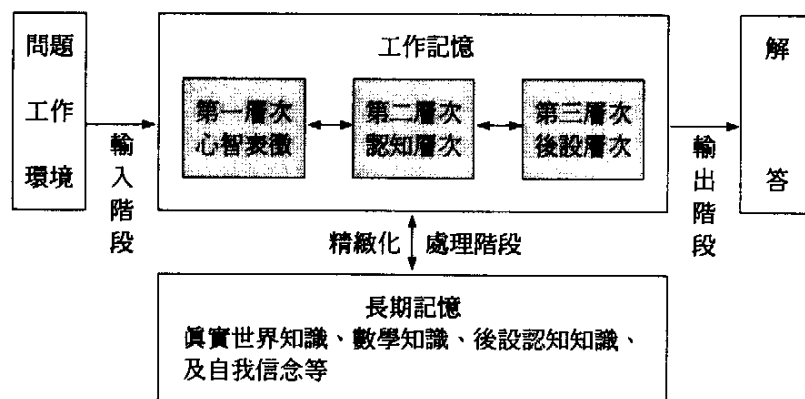 問題
工作
環境
輸入階段
工作記憶
第一層次
心智表徵
第二層次
認知層次
第三層次
後設層次
輸出階段
解
答
精緻化
處理階段
長期記憶
眞實世界知識、數學知識、後設認知知識、
及自我信念等